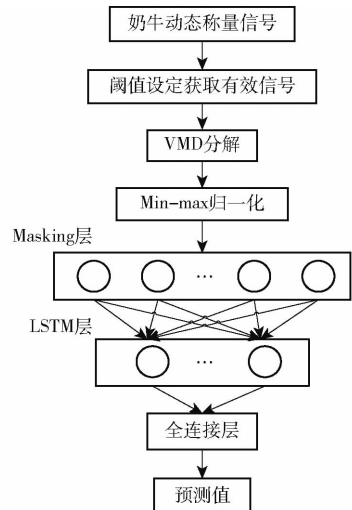 奶牛动态称量信号
阈值设定获取有效信号
VMD分解
Min-max归一化
Masking层
...
LSTM层
...
全连接层
预测值